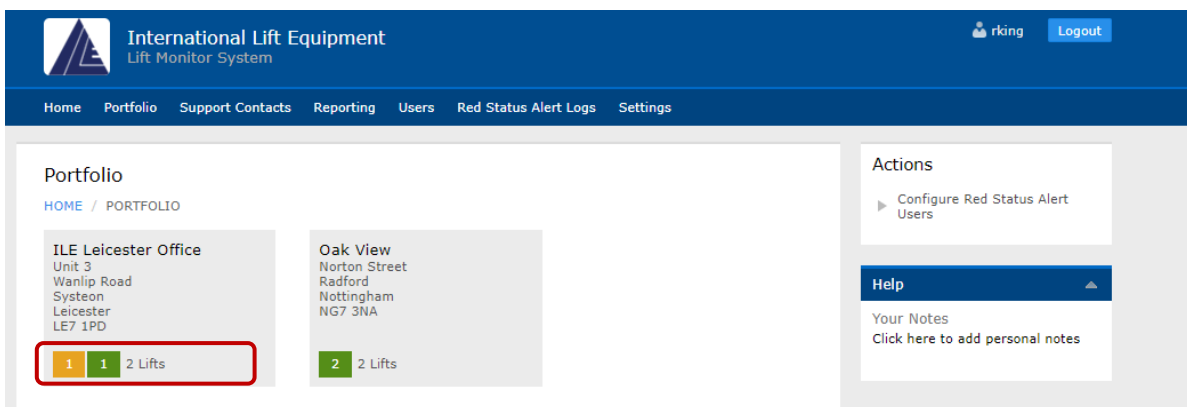 International Lift Equipment
Lift Monitor System
rking
Logout
Home Portfolio Support Contacts Reporting Users Red Status Alert Logs Settings
Portfolio
HOME / PORTFOLIO
ILE Leicester Office
Unit 3
Wanlip Road
Systeon
Leicester
LE7 1PD
1 1 2 Lifts
Oak View
Norton Street
Radford
Nottingham
NG7 3NA
2 2 Lifts
Actions
Configure Red Status Alert
Users
Help
Your Notes
Click here to add personal notes